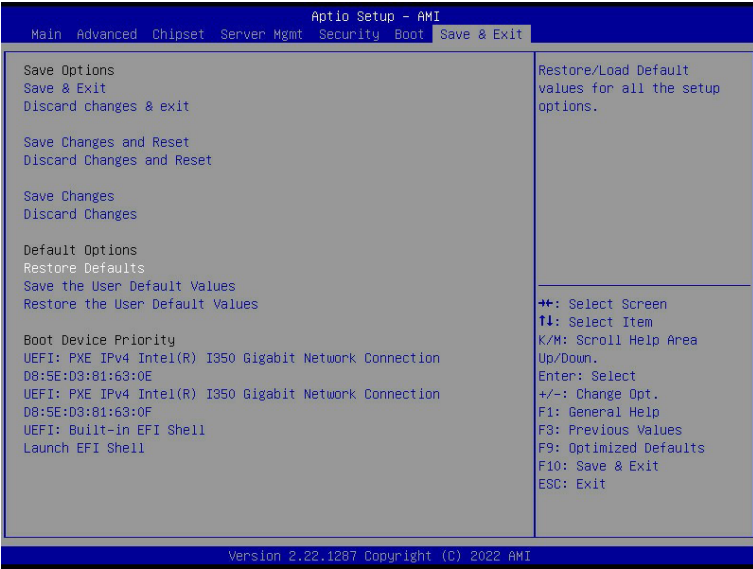 Aptio Setup - AMI
Main Advanced Chipset Server Mgmt Security Boot Save & Exit
Save Options
Save & Exit
Discard changes & exit
Save Changes and Reset
Discard Changes and Reset
Save Changes
Discard Changes
Default Options
Restore Defaults
Save the User Default Values
Restore the User Default Values
Boot Device Priority
UEFI: PXE IPv4 Intel(R) I350 Gigabit Network Connection
D8:5E:D3:81:63:0E
UEFI: PXE IPv4 Intel(R) I350 Gigabit Network Connection
D8:5E:D3:81:63:0F
UEFI: Built-in EFI Shell
Launch EFI Shell
Restore/Load Default
values for all the setup
options.
→←: Select Screen
↑↓: Select Item
K/M: Scroll Help Area
Up/Down.
Enter: Select
+/-: Change Opt.
F1: General Help
F3: Previous Values
F9: Optimized Defaults
F10: Save & Exit
ESC: Exit
Version 2.22.1287 Copyright (C) 2022 AMI